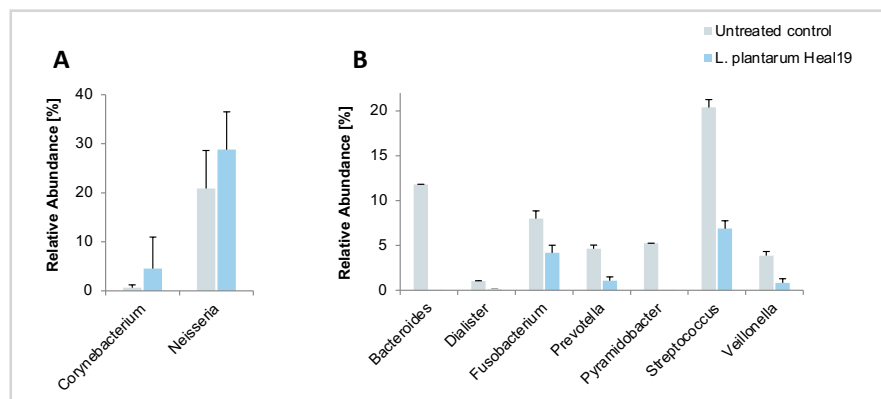 Untreated control
L. plantarum Heal19
A
B
Relative Abundance [%]
40
30
20
10
0
Corynebacterium
Neisseria
Relative Abundance [%]
20
15
10
5
0
Bacteroides
Dialister
Fusobacterium
Prevotella
Pyramidobacter
Streptococcus
Veillonella